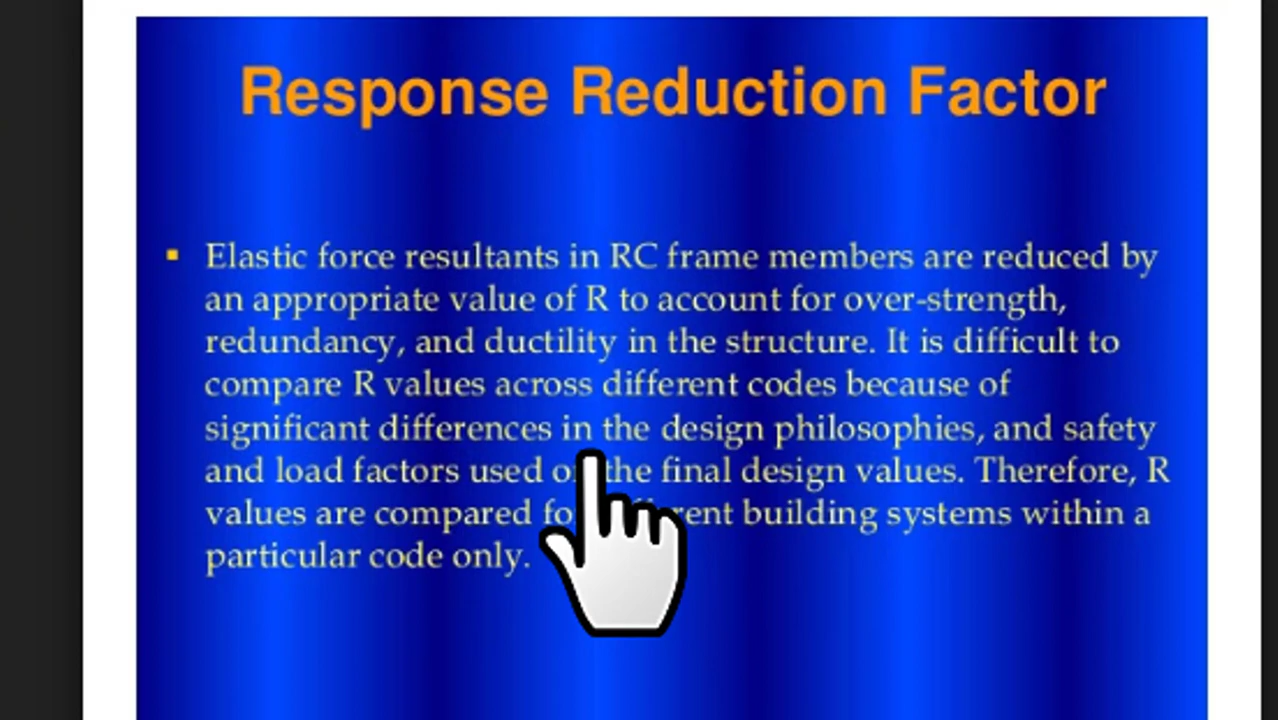 Response Reduction Factor
Elastic force resultants in RC frame members are reduced by
an appropriate value of R to account for over-strength,
redundancy, and ductility in the structure. It is difficult to
compare R values across different codes because of
significant differences in the design philosophies, and safety
and load factors used the final design values. Therefore, R
values are compared building systems within a
particular code only.